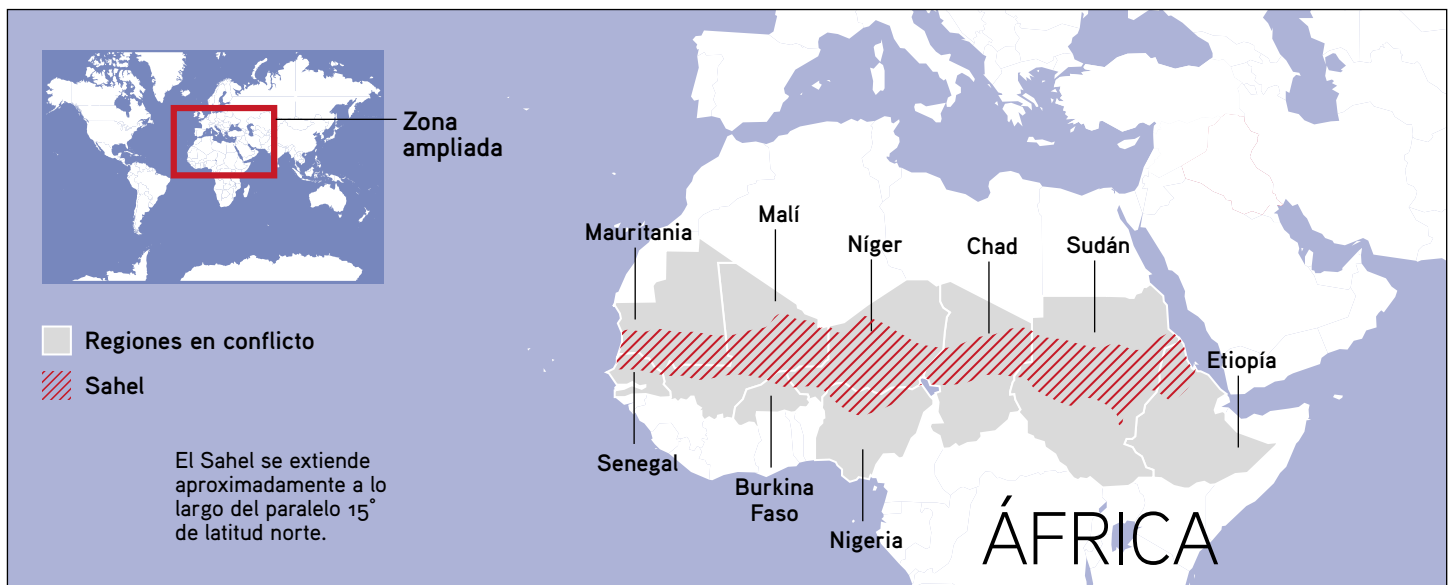 Zona
ampliada
Regiones en conflicto
Sahel
El Sahel se extiende
aproximadamente a lo
largo del paralelo 15°
de latitud norte.
Mauritania
Malí
Níger
Chad
Sudán
Etiopía
Senegal
Burkina
Faso
Nigeria
ÁFRICA